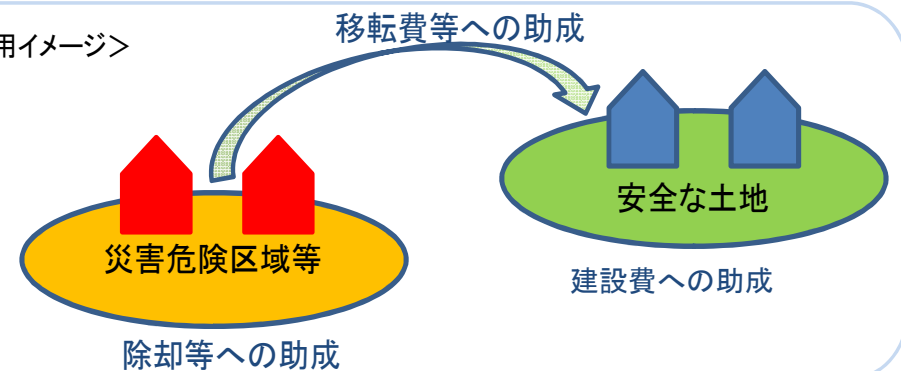 用イメージ＞
移転費等への助成
安全な土地
災害危険区域等
建設費への助成
除却等への助成